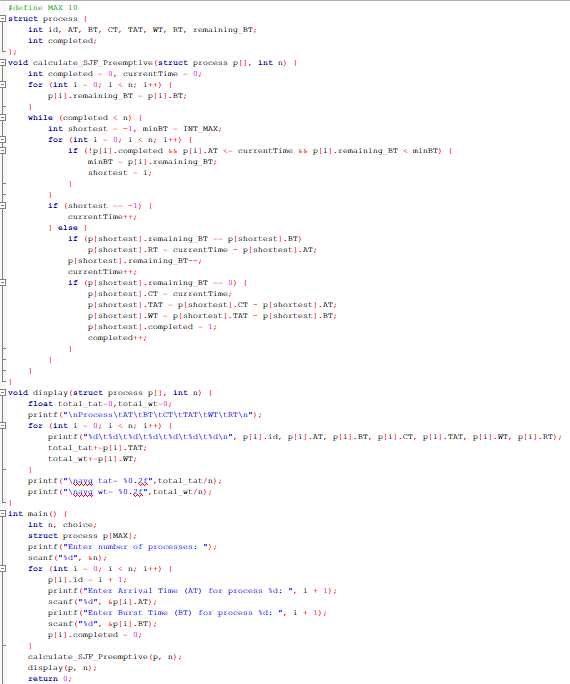 #define MAX 10
struct process {
    int id, AT, BT, CT, TAT, WT, RT, remaining_BT;
    int completed;
};
void calculate_SJF_Preemptive(struct process p[], int n) {
    int completed = 0, currentTime = 0;
    for (int i = 0; i < n; i++) {
        p[i].remaining_BT = p[i].BT;
    }
    while (completed < n) {
        int shortest = -1, minBT = INT_MAX;
        for (int i = 0; i < n; i++) {
            if (!p[i].completed && p[i].AT <= currentTime && p[i].remaining_BT < minBT) {
                minBT = p[i].remaining_BT;
                shortest = i;
            }
        }
        if (shortest == -1) {
            currentTime++;
        } else {
            if (p[shortest].remaining_BT == p[shortest].BT)
                p[shortest].RT = currentTime - p[shortest].AT;
            p[shortest].remaining_BT--;
            currentTime++;
            if (p[shortest].remaining_BT == 0) {
                p[shortest].CT = currentTime;
                p[shortest].TAT = p[shortest].CT - p[shortest].AT;
                p[shortest].WT = p[shortest].TAT - p[shortest].BT;
                p[shortest].completed = 1;
                completed++;
            }
        }
    }
}
void display(struct process p[], int n) {
    float total_tat=0,total_wt=0;
    printf("\nProcess\tAT\tBT\tCT\tTAT\tWT\tRT\n");
    for (int i = 0; i < n; i++) {
        printf("%d\t%d\t%d\t%d\t%d\t%d\t%d\n", p[i].id, p[i].AT, p[i].BT, p[i].CT, p[i].TAT, p[i].WT, p[i].RT);
        total_tat+=p[i].TAT;
        total_wt+=p[i].WT;
    }
    printf("\navg tat= %0.2f",total_tat/n);
    printf("\navg wt= %0.2f",total_wt/n);
}
int main() {
    int n, choice;
    struct process p[MAX];
    printf("Enter number of processes: ");
    scanf("%d", &n);
    for (int i = 0; i < n; i++) {
        p[i].id = i + 1;
        printf("Enter Arrival Time (AT) for process %d: ", i + 1);
        scanf("%d", &p[i].AT);
        printf("Enter Burst Time (BT) for process %d: ", i + 1);
        scanf("%d", &p[i].BT);
        p[i].completed = 0;
    }
    calculate_SJF_Preemptive(p, n);
    display(p, n);
    return 0;